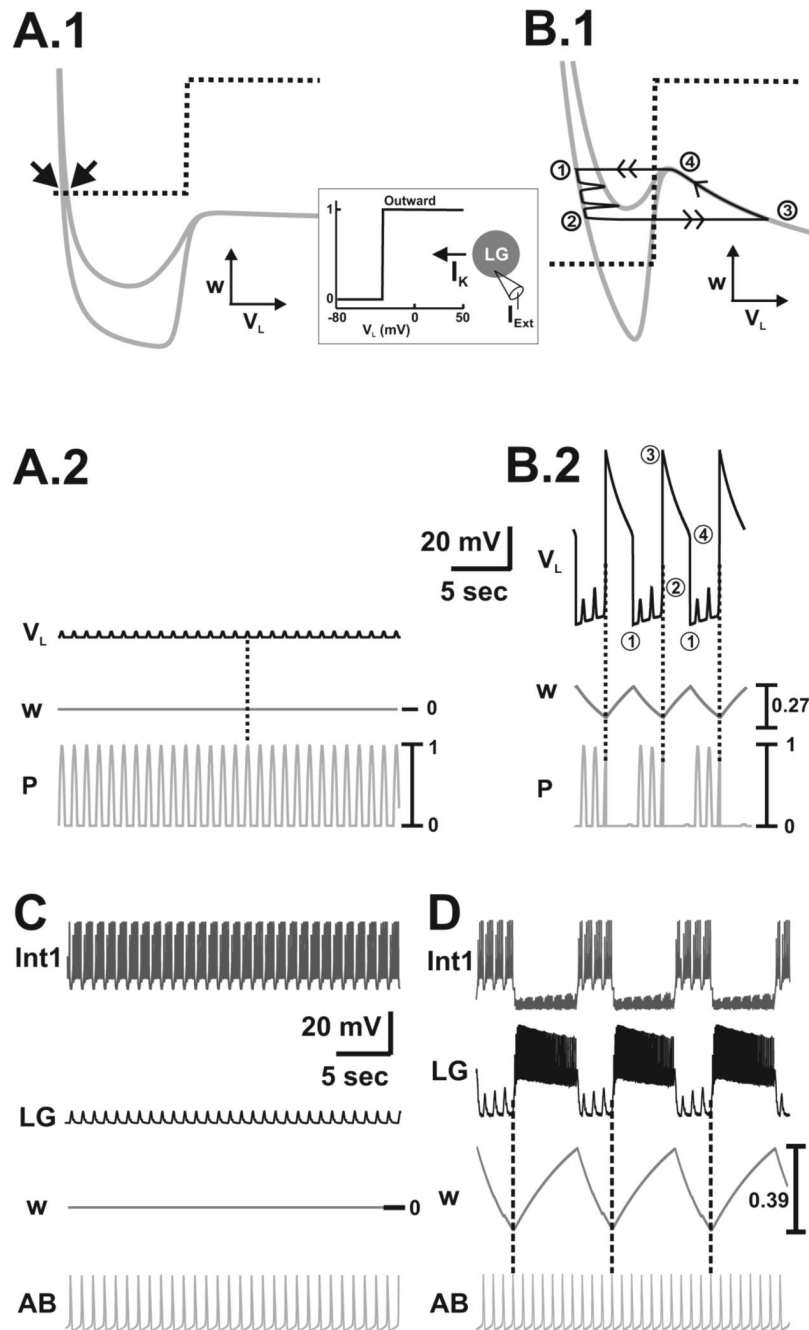 A.1
B.1
w
V_L
1
0
Outward
-80
0
50
V_L (mV)
I_K
LG
I_Ext
①
②
③
④
w
V_L
A.2
B.2
20 mV
5 sec
V_L
w
0
P
1
0
V_L
③
④
②
①
①
w
0.27
P
1
0
C
D
Int1
20 mV
5 sec
LG
w
0
AB
Int1
LG
w
0.39
AB